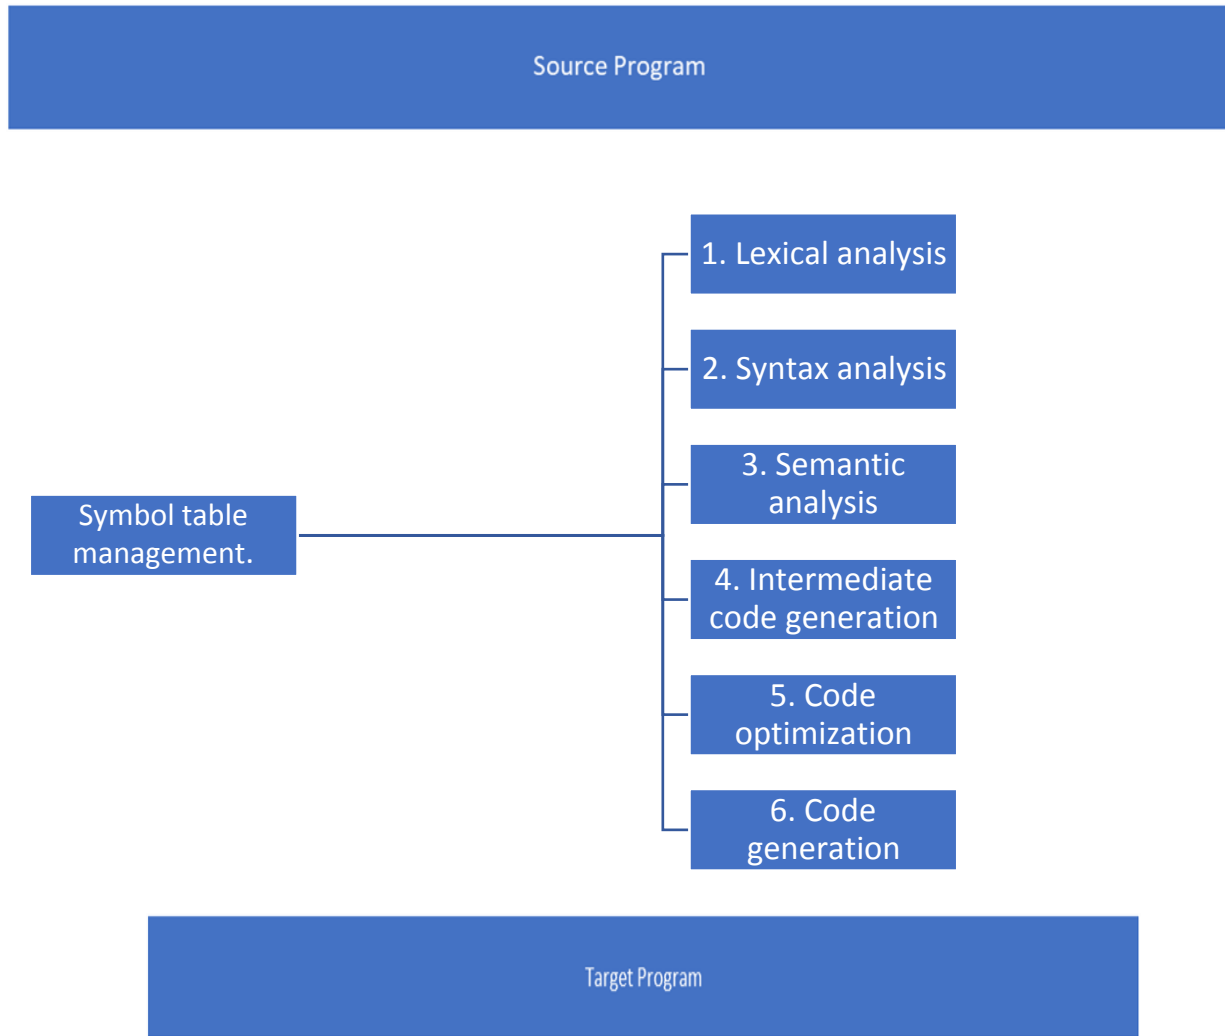 Source Program
1. Lexical analysis
2. Syntax analysis
3. Semantic
analysis
Symbol table
management.
4. Intermediate
code generation
5. Code
optimization
6. Code
generation
Target Program